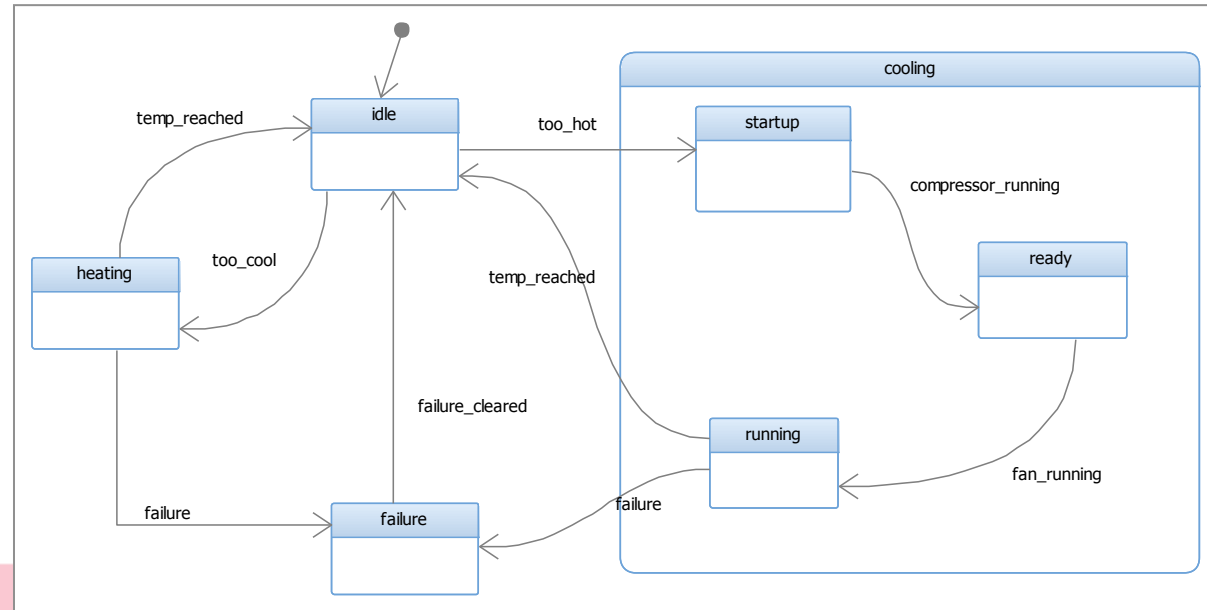 cooling
idle
startup
temp_reached
too_hot
compressor_running
too_cool
heating
temp_reached
ready
failure_cleared
running
fan_running
failure
failure
failure